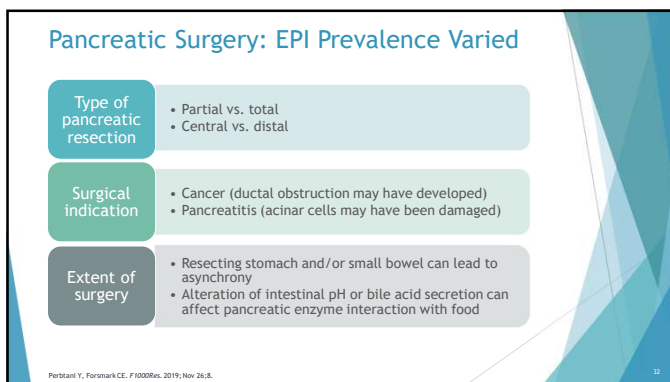 Pancreatic Surgery: EPI Prevalence Varied
Type of
pancreatic
resection
• Partial vs. total
• Central vs. distal
Surgical
indication
• Cancer (ductal obstruction may have developed)
• Pancreatitis (acinar cells may have been damaged)
Extent of
surgery
• Resecting stomach and/or small bowel can lead to
asynchrony
• Alteration of intestinal pH or bile acid secretion can
affect pancreatic enzyme interaction with food
Perbtani Y, Forsmark CE. F1000Res. 2019; Nov 26;8.
32